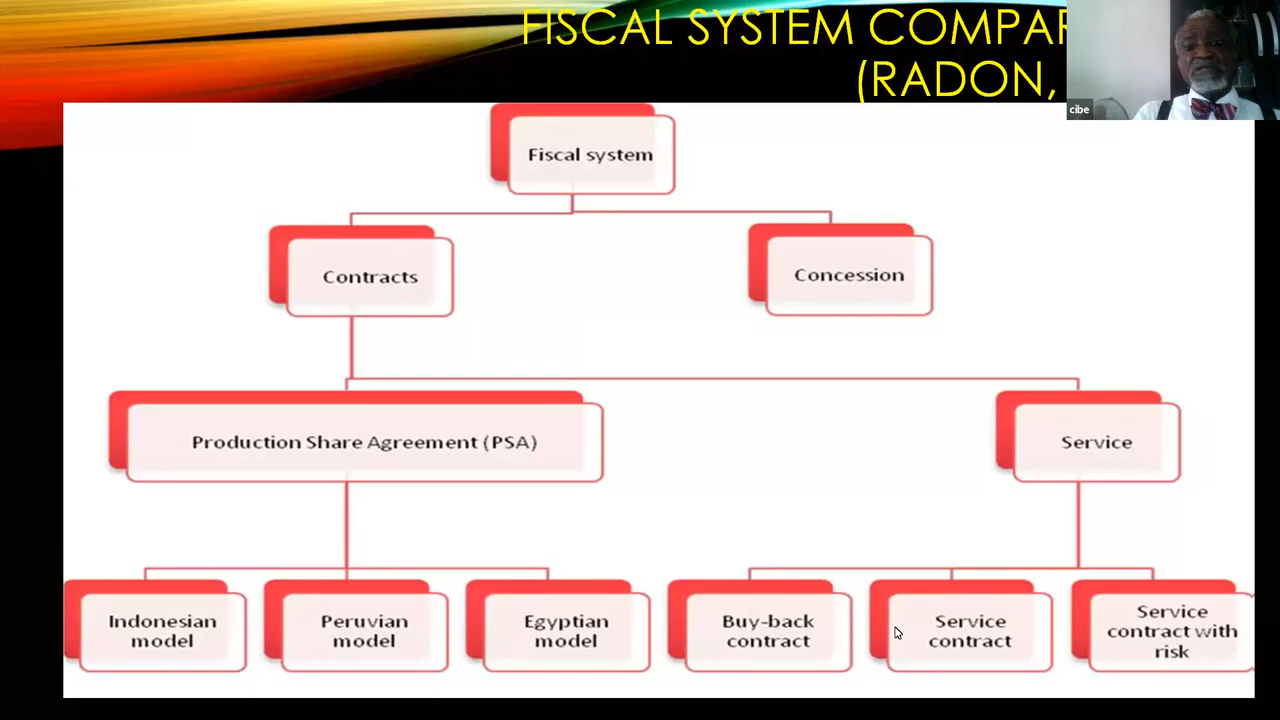 FISCAL SYSTEM
(RADON,
cibe
Fiscal system
Contracts
Concession
Production Share Agreement (PSA)
Service
Indonesian
model
Peruvian
model
Egyptian
model
Buy-back
contract
Service
contract
Service
contract with
risk